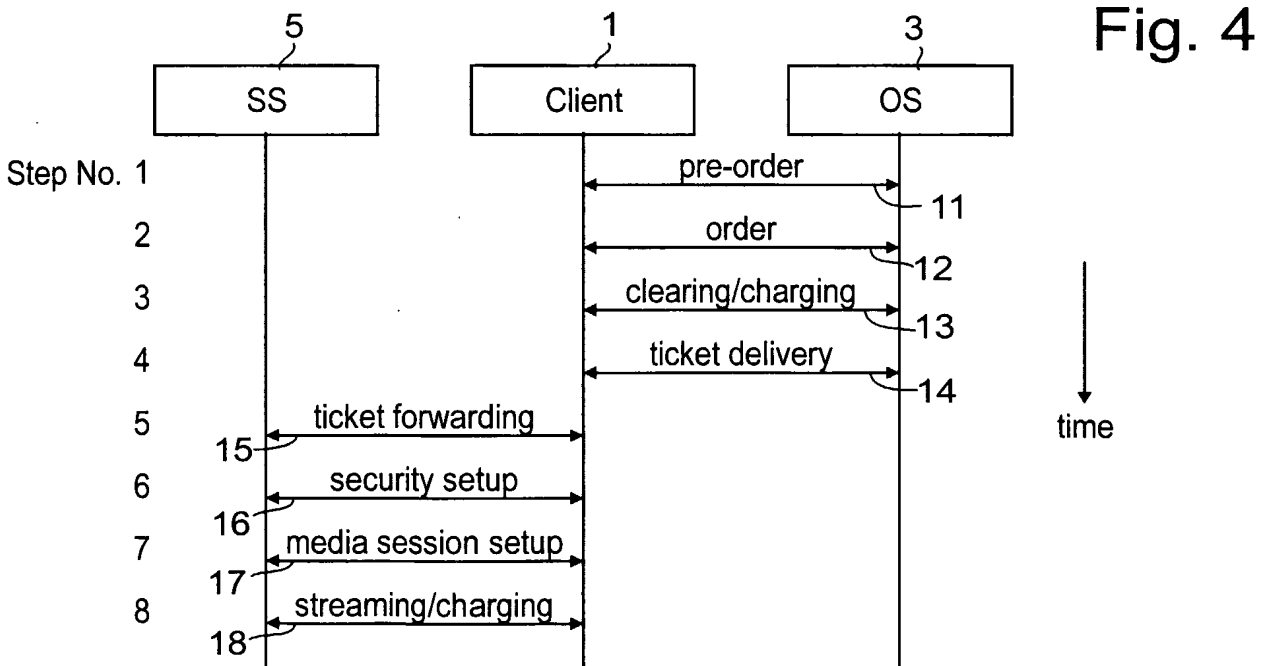 Fig. 4
5 1 3
SS Client OS
Step No. 1 pre-order
11
2 order
12
3 clearing/charging
13
4 ticket delivery
14
time
5 ticket forwarding
15
6 security setup
16
7 media session setup
17
8 streaming/charging
18